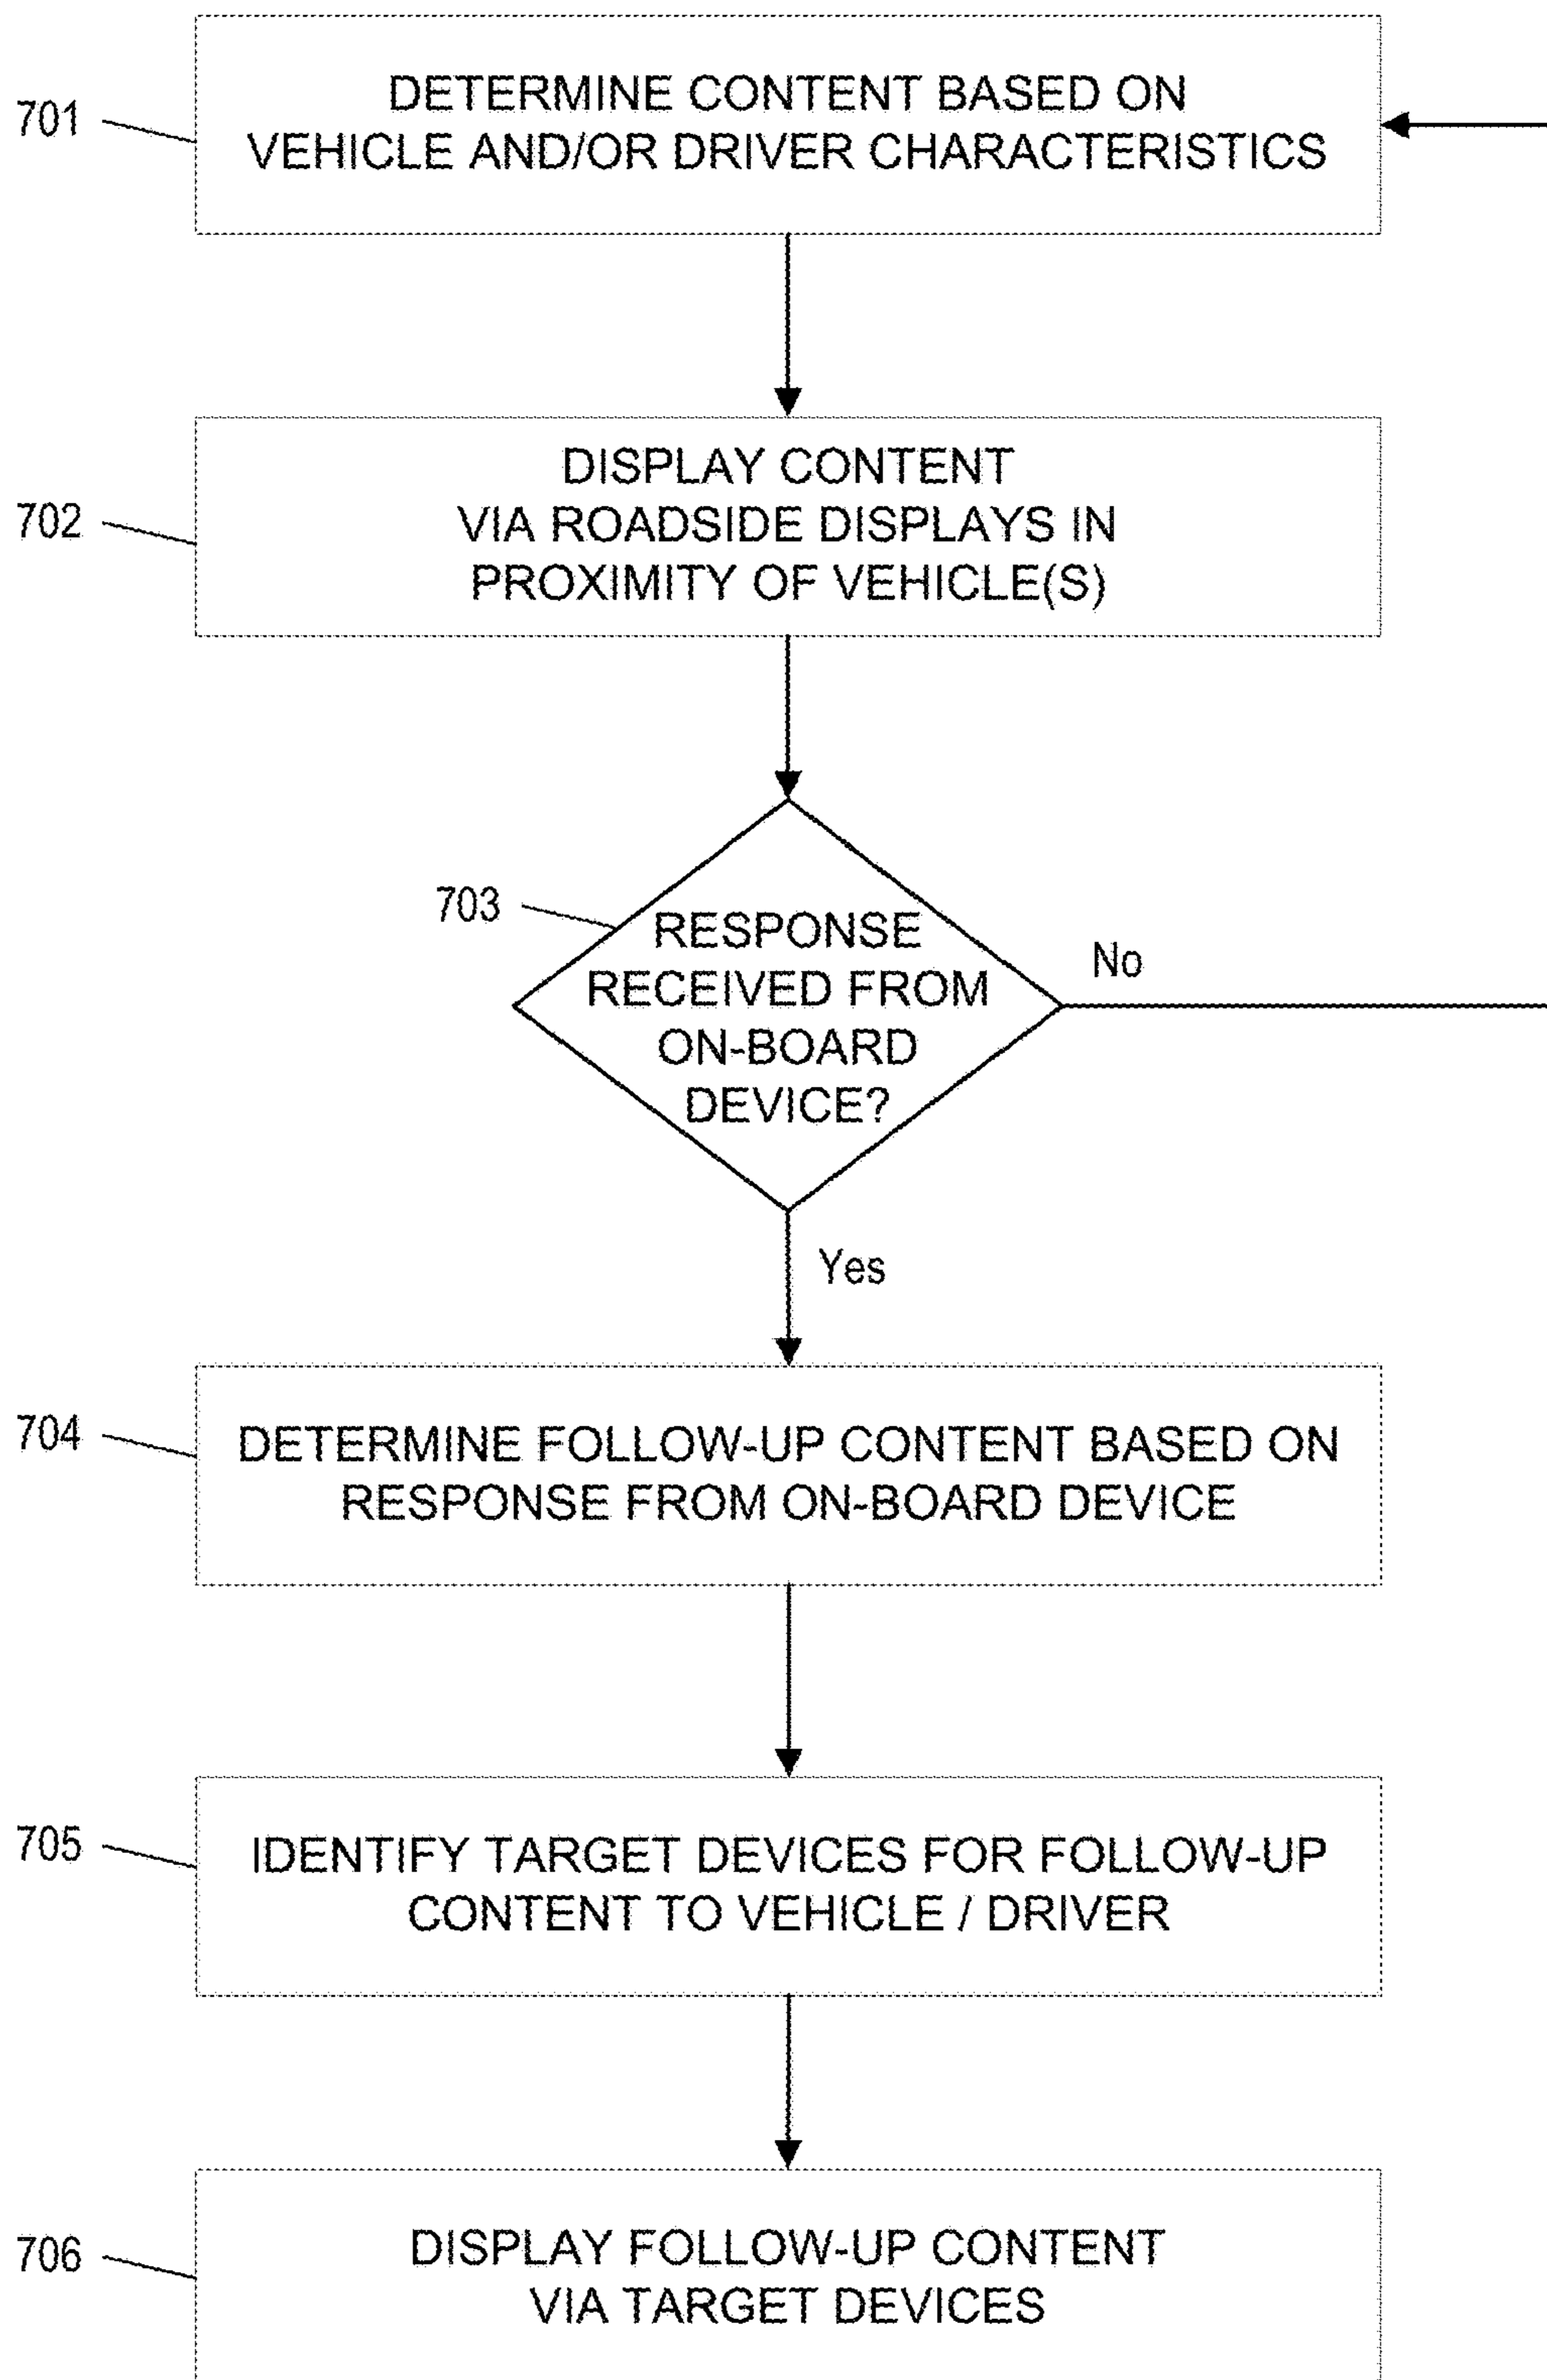 701
DETERMINE CONTENT BASED ON
VEHICLE AND/OR DRIVER CHARACTERISTICS
702
DISPLAY CONTENT
VIA ROADSIDE DISPLAYS IN
PROXIMITY OF VEHICLE(S)
703
RESPONSE
RECEIVED FROM
ON-BOARD
DEVICE?
No
Yes
704
DETERMINE FOLLOW-UP CONTENT BASED ON
RESPONSE FROM ON-BOARD DEVICE
705
IDENTIFY TARGET DEVICES FOR FOLLOW-UP
CONTENT TO VEHICLE / DRIVER
706
DISPLAY FOLLOW-UP CONTENT
VIA TARGET DEVICES